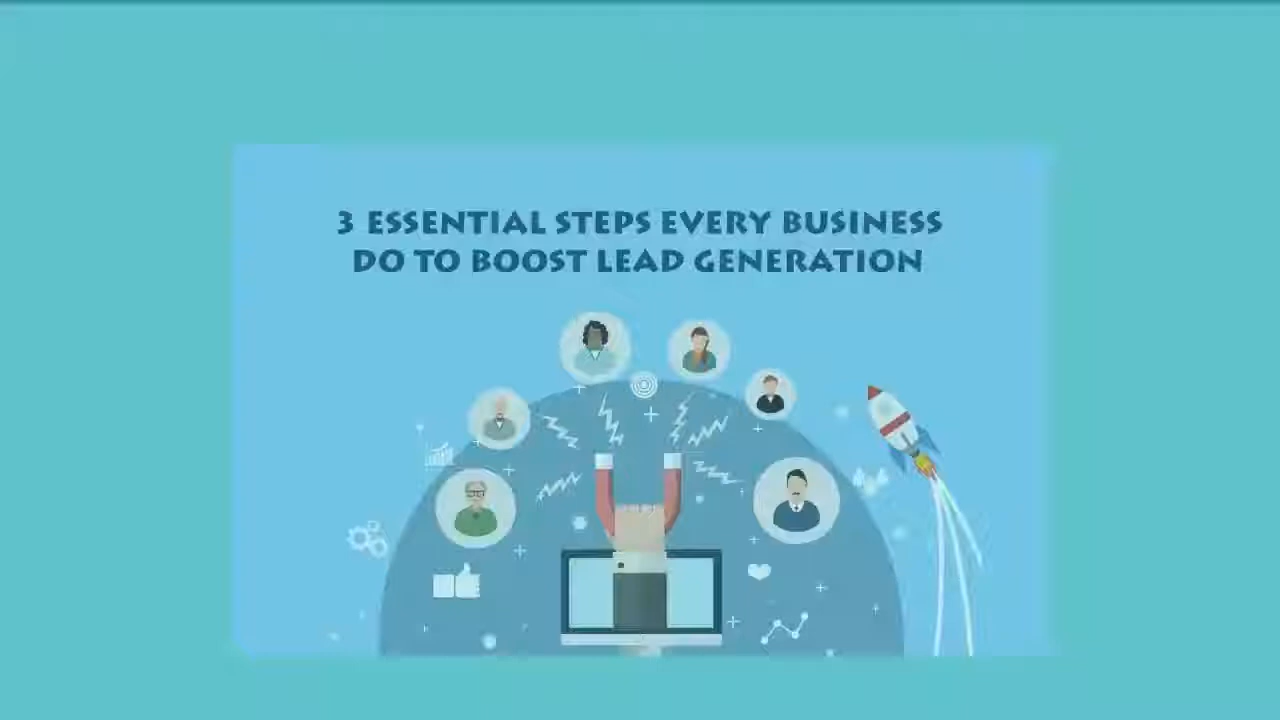 3 ESSENTIAL STEPS EVERY BUSINESS
DO TO BOOST LEAD GENERATION